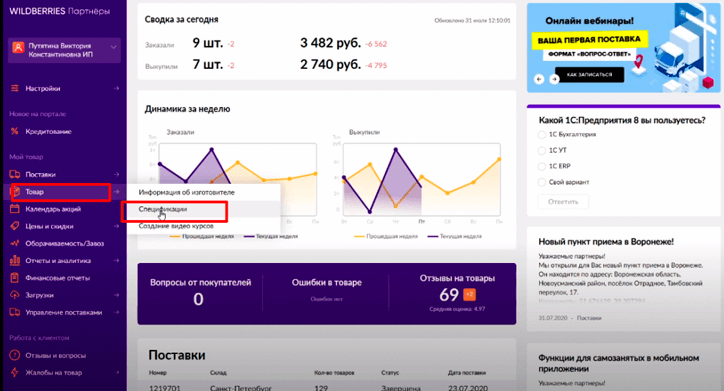 WILDBERRIES Партнёры
Путятина Виктория
Константиновна ИП
Настройки
Новое на портале
Кредитование
Мой товар
Поставки
Товар
Календарь акций
Цены и скидки
Оборачиваемость/Завоз
Отчеты и аналитика
Финансовые отчеты
Загрузки
Управление поставками
Работа с клиентом
Отзывы и вопросы
Жалобы на товар
Информация об изготовителе
Спецификации
Создание видео курсов
Сводка за сегодня
Обновлено 31 июля 12:10:01
Заказали 9 шт. -2 3 482 руб. -6 562
Выкупили 7 шт. -2 2 740 руб. -4 795
Динамика за неделю
Заказали
Выкупили
Вс
Пн
Пт
Вс
Прошедшая неделя Текущая неделя
Прошедшая неделя Текущая неделя
Вопросы от покупателей
0
Ошибки в товаре
Ошибок нет
Отзывы на товары
69 +2
Средняя оценка: 4.97
Поставки
Номер Склад Кол-во товаров Статус Дата поставки
1219701 Санкт-Петербург 129 Завершена 23.07.2020
Онлайн вебинары!
ВАША ПЕРВАЯ ПОСТАВКА
ФОРМАТ «ВОПРОС-ОТВЕТ»
КАК ЗАПИСАТЬСЯ
Какой 1С:Предприятия 8 вы пользуетесь?
1С Бухгалтерия
1С УТ
1С ERP
Свой вариант
Ответить
Новый пункт приема в Воронеже!
Уважаемые партнеры!
Мы открыли для Вас новый пункт приема в Воронеже.
Он находится по адресу: Воронежская область,
Новоусманский район, посёлок Отрадное, Тамбовский
переулок, 17.
31.07.2020 Поставки
Функции для самозанятых в мобильном
приложении
Уважаемые партнеры!